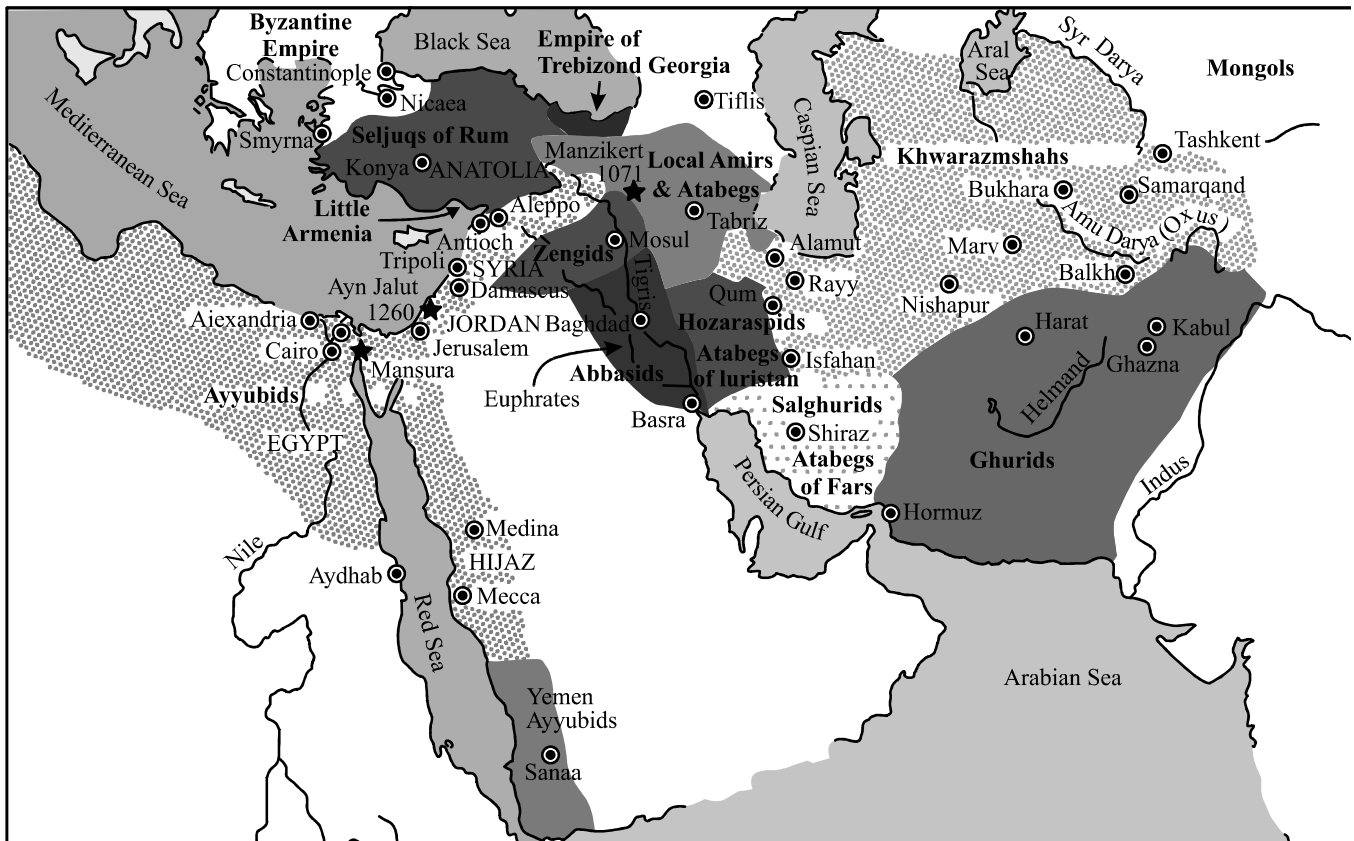 Byzantine
Empire
Constantinople
Nicaea
Smyrna
Mediterranean Sea
Black Sea
Empire of
Trebizond Georgia
Tiflis
Caspian Sea
Aral
Sea
Syr Darya
Mongols
Tashkent
Seljuqs of Rum
Konya
ANATOLIA
Manzikert
1071
Local Amirs
& Atabegs
Tabriz
Khwarazmshahs
Bukhara
Samarqand
Amu Darya (Oxus)
Marv
Balkh
Nishapur
Little
Armenia
Aleppo
Antioch
Zengids
Mosul
Tigris
Alamut
Rayy
Qum
Hozaraspids
Tripoli
SYRIA
Damascus
Ayn Jalut
1260
JORDAN
Jerusalem
Baghdad
Aiexandria
Cairo
Mansura
Ayyubids
EGYPT
Euphrates
Abbasids
Atabegs
of luristan
Isfahan
Basra
Salghurids
Shiraz
Atabegs
of Fars
Persian Gulf
Hormuz
Harat
Kabul
Ghazna
Helmand
Ghurids
Indus
Nile
Aydhab
Red Sea
Medina
HIJAZ
Mecca
Yemen
Ayyubids
Sanaa
Arabian Sea